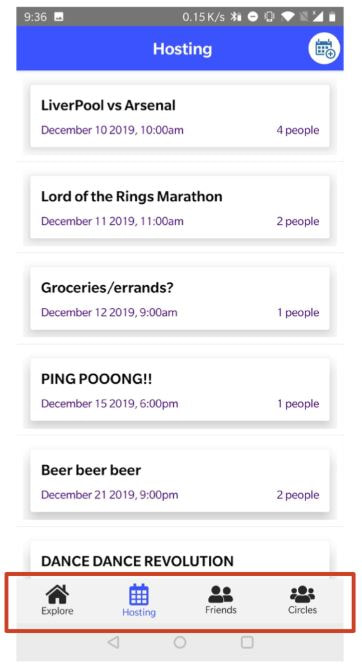 9:36 0.15 K/s
Hosting
LiverPool vs Arsenal
December 10 2019, 10:00am 4 people
Lord of the Rings Marathon
December 11 2019, 11:00am 2 people
Groceries/errands?
December 12 2019, 9:00am 1 people
PING POOONG!!
December 15 2019, 6:00pm 1 people
Beer beer beer
December 21 2019, 9:00pm 2 people
DANCE DANCE REVOLUTION
Explore Hosting Friends Circles